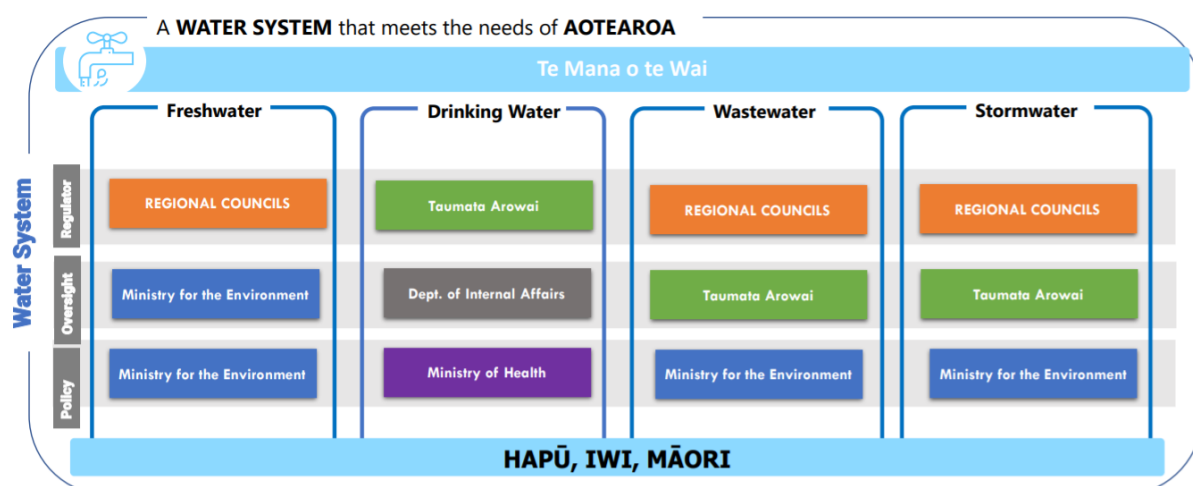 A WATER SYSTEM that meets the needs of AOTEAROA
Te Mana o te Wai
Freshwater
Drinking Water
Wastewater
Stormwater
Water System
Regulator
REGIONAL COUNCILS
Taumata Arowai
REGIONAL COUNCILS
REGIONAL COUNCILS
Oversight
Ministry for the Environment
Dept. of Internal Affairs
Taumata Arowai
Taumata Arowai
Policy
Ministry for the Environment
Ministry of Health
Ministry for the Environment
Ministry for the Environment
HAPŪ, IWI, MĀORI